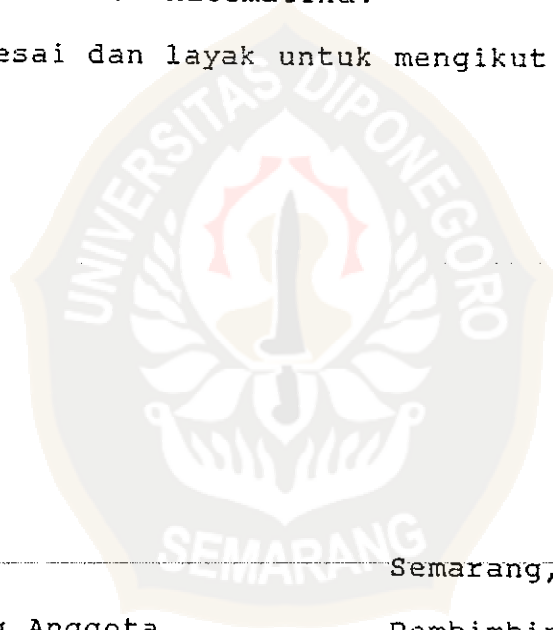 esai dan layak untuk mengikut
UNIVERSITAS DIPONEGORO
SEMARANG
Semarang,
g Anggota